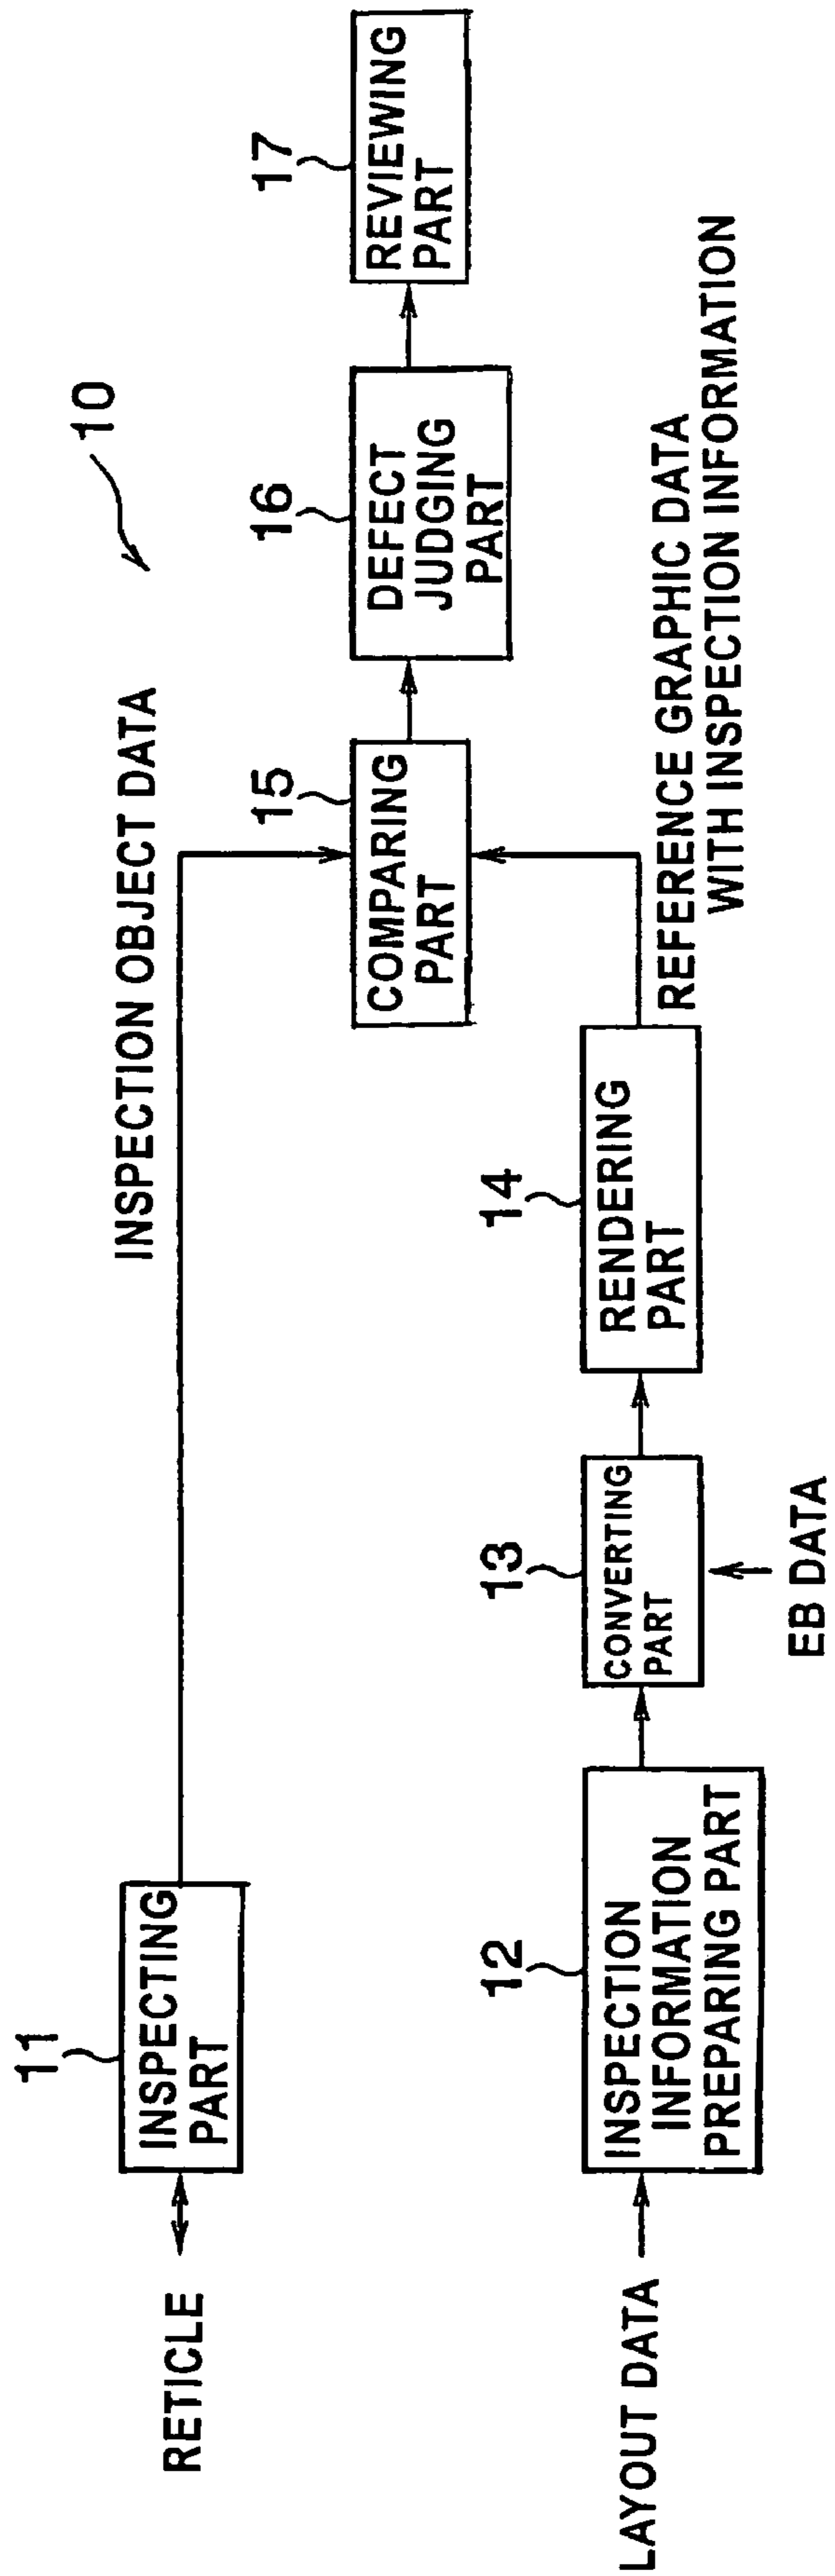 10
RETICLE
11
INSPECTING
PART
INSPECTION OBJECT DATA
15
COMPARING
PART
16
DEFECT
JUDGING
PART
17
REVIEWING
PART
LAYOUT DATA
12
INSPECTION
INFORMATION
PREPARING PART
13
CONVERTING
PART
EB DATA
14
RENDERING
PART
REFERENCE GRAPHIC DATA
WITH INSPECTION INFORMATION